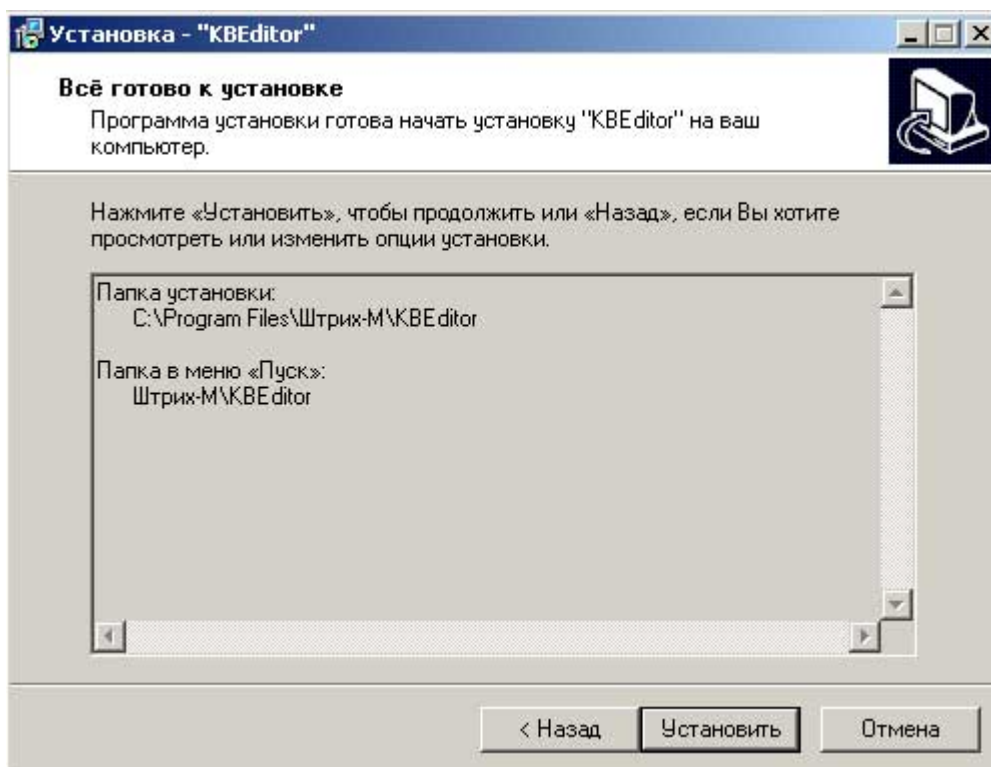 Установка - "KBEditor"
Всё готово к установке
Программа установки готова начать установку "KBEditor" на ваш
компьютер.
Нажмите «Установить», чтобы продолжить или «Назад», если Вы хотите
просмотреть или изменить опции установки.
Папка установки:
C:\Program Files\Штрих-М\KBEditor
Папка в меню «Пуск»:
Штрих-М\KBEditor
< Назад
Установить
Отмена